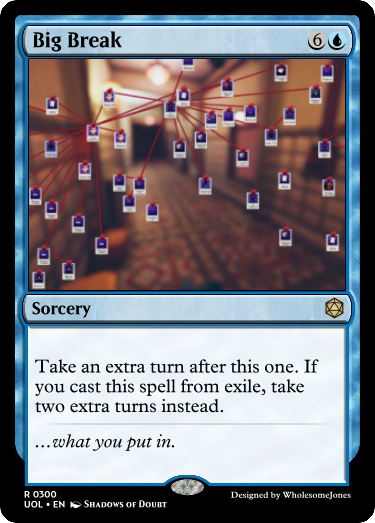 Big Break 6
Sorcery
Take an extra turn after this one. If
you cast this spell from exile, take
two extra turns instead.
…what you put in.
R 0300
UOL • EN Shadows of Doubt
Designed by WholesomeJones